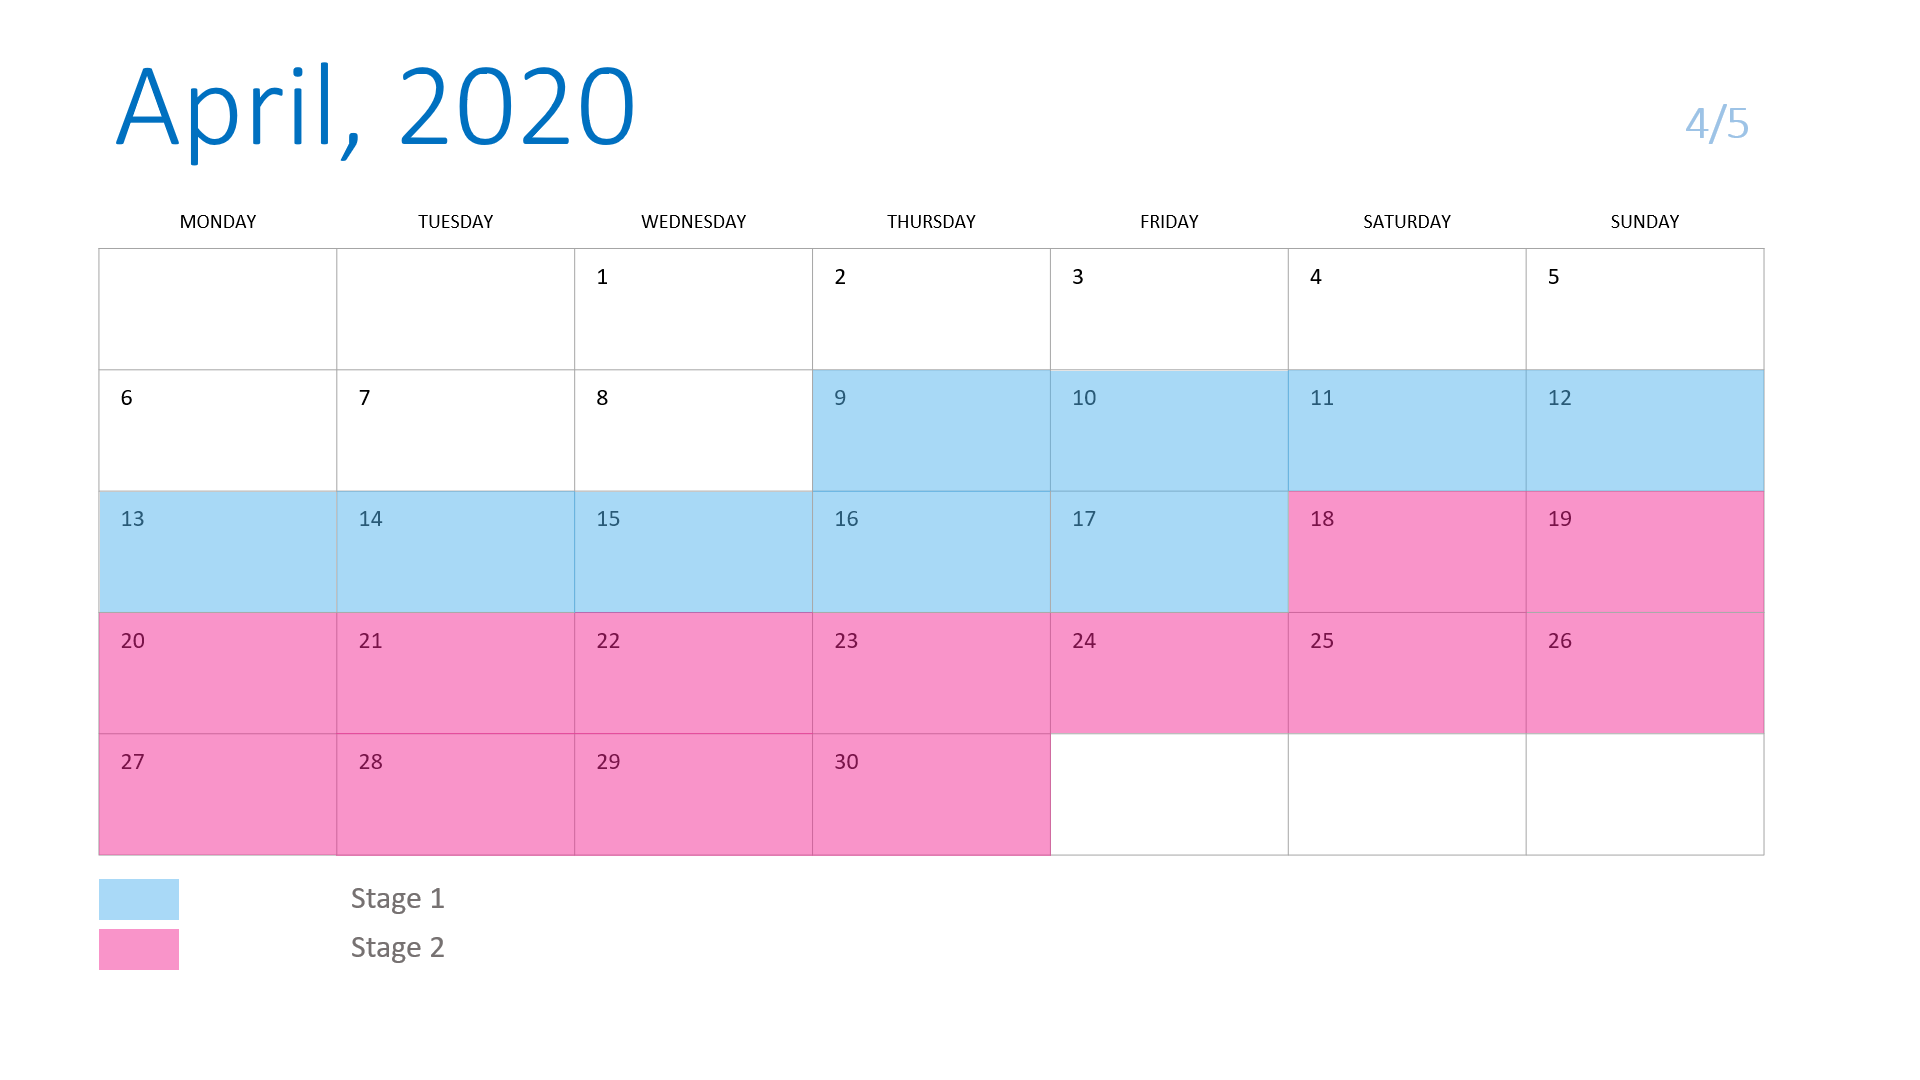 April, 2020
4/5
MONDAY TUESDAY WEDNESDAY THURSDAY FRIDAY SATURDAY SUNDAY
1 2 3 4 5
6 7 8 9 10 11 12
13 14 15 16 17 18 19
20 21 22 23 24 25 26
27 28 29 30
Stage 1
Stage 2